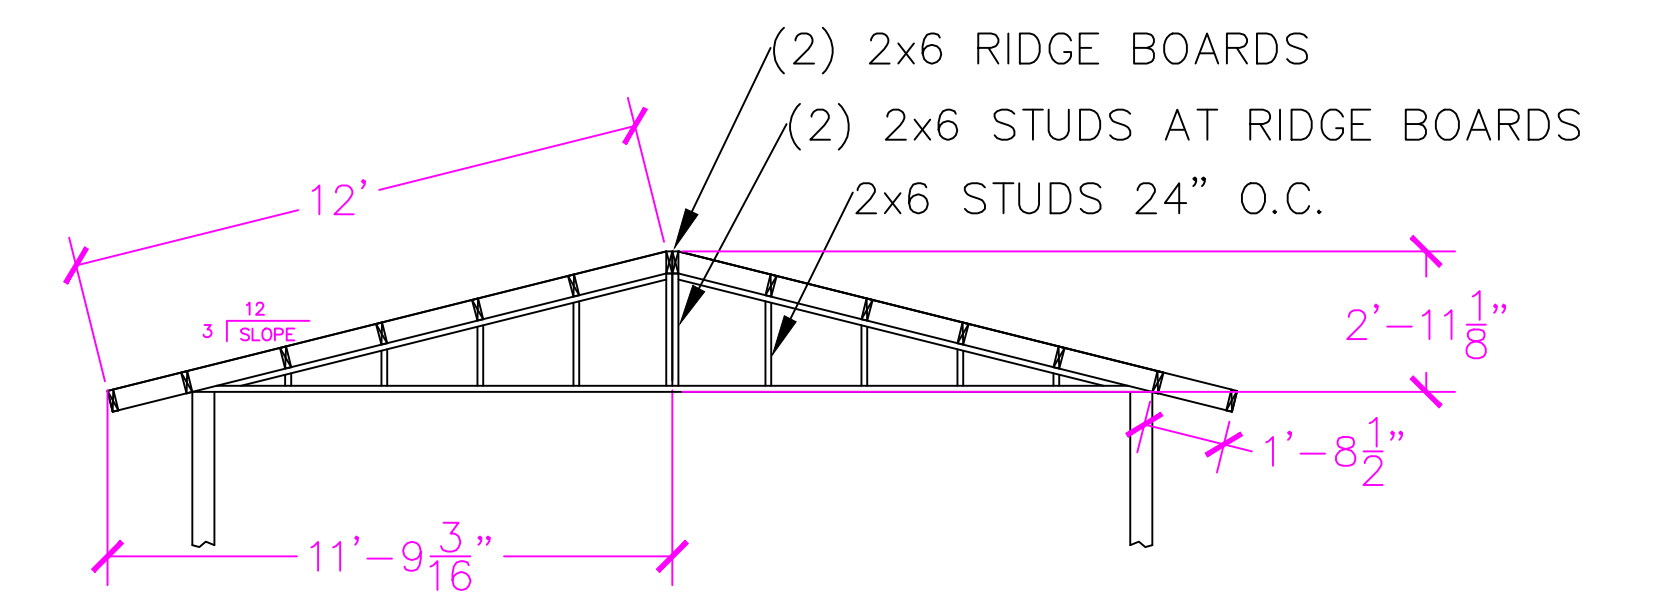 (2) 2x6 RIDGE BOARDS
(2) 2x6 STUDS AT RIDGE BOARDS
2x6 STUDS 24" O.C.
12'
12
3 SLOPE
2'-11 1/8"
1'-8 1/2"
11'-9 3/16"